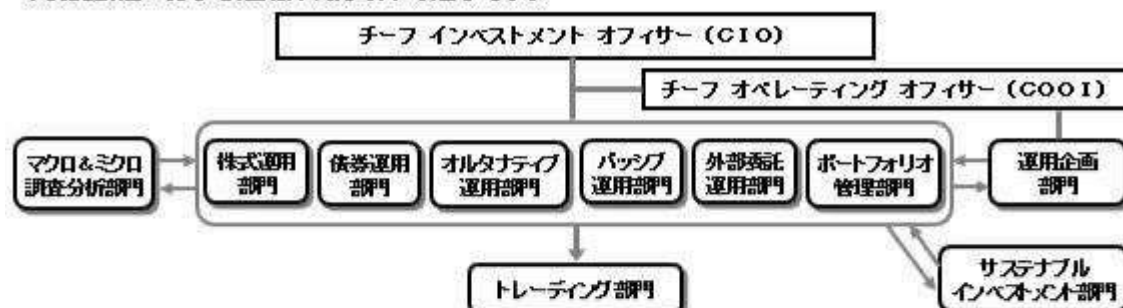 チーフ インベストメント オフィサー (CIO)
チーフ オペレーティング オフィサー (COOI)
マクロ&ミクロ
調査分析部門
株式運用
部門
債券運用
部門
オルタナティブ
運用部門
パッシブ
運用部門
外部委託
運用部門
ポートフォリオ
管理部門
運用企画
部門
トレーディング部門
サステナブル
インベストメント部門